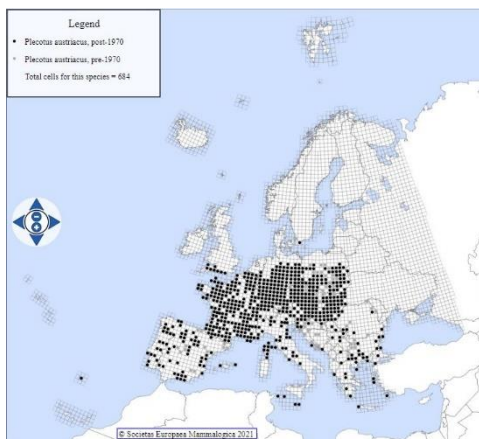 Legend
Plecotus austriacus, post-1970
Plecotus austriacus, pre-1970
Total cells for this species = 684
© Societas Europaea Mammalogica 2021